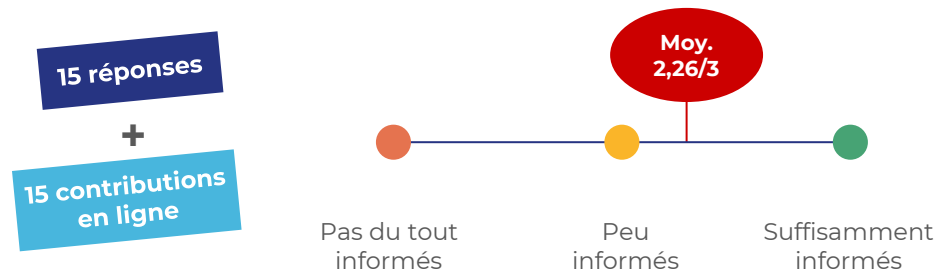 15 réponses
+
15 contributions
en ligne
Moy.
2,26/3
Pas du tout
informés
Peu
informés
Suffisamment
informés